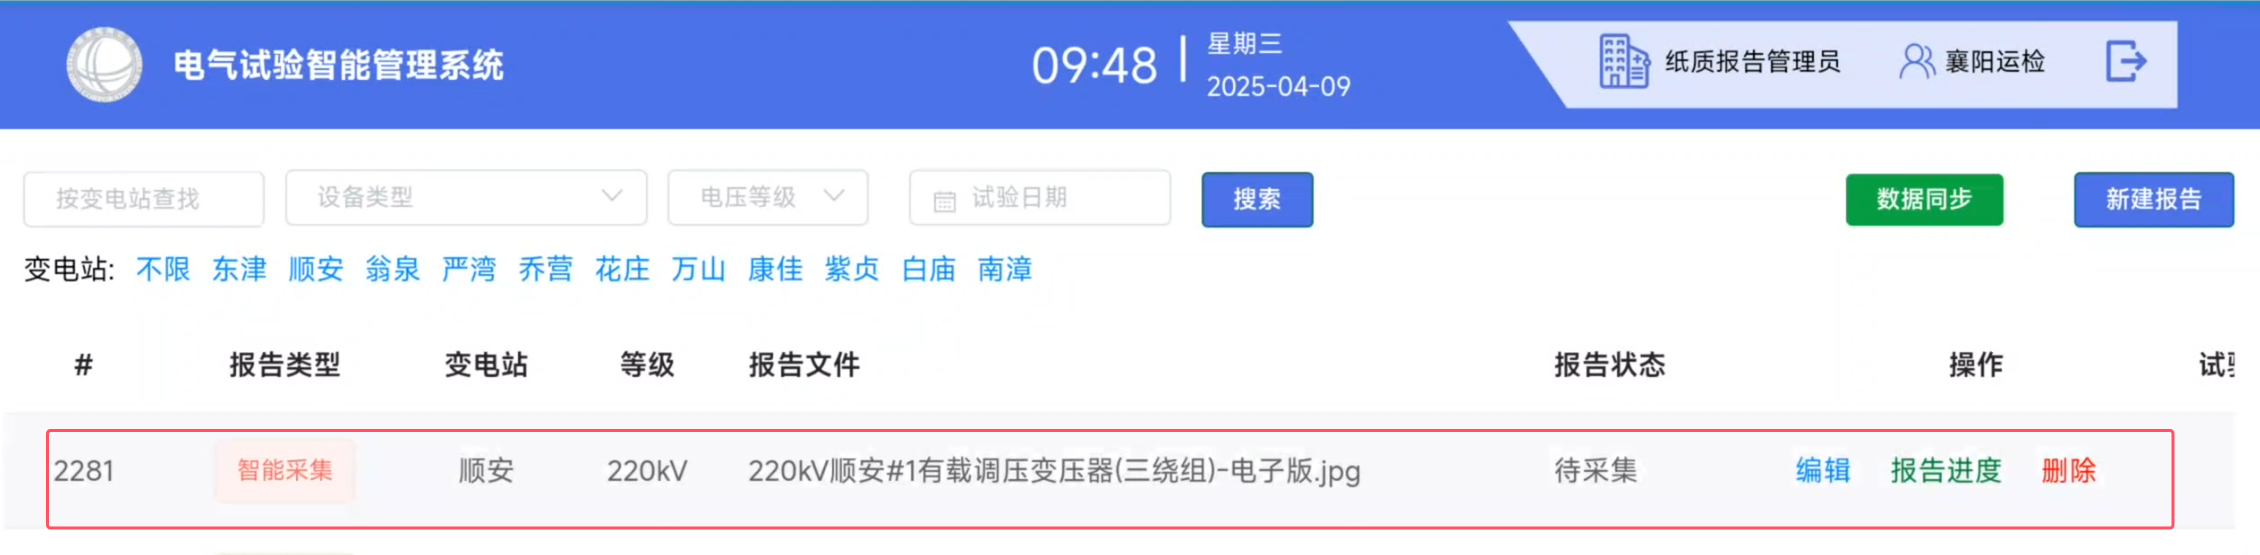 电气试验智能管理系统
09:48
星期三
2025-04-09
纸质报告管理员
襄阳运检
按变电站查找
设备类型
电压等级
试验日期
搜索
数据同步
新建报告
变电站: 不限 东津 顺安 翁泉 严湾 乔营 花庄 万山 康佳 紫贞 白庙 南漳
# 报告类型 变电站 等级 报告文件 报告状态 操作 试
2281 智能采集 顺安 220kV 220kV顺安#1有载调压变压器(三绕组)-电子版.jpg 待采集 编辑 报告进度 删除